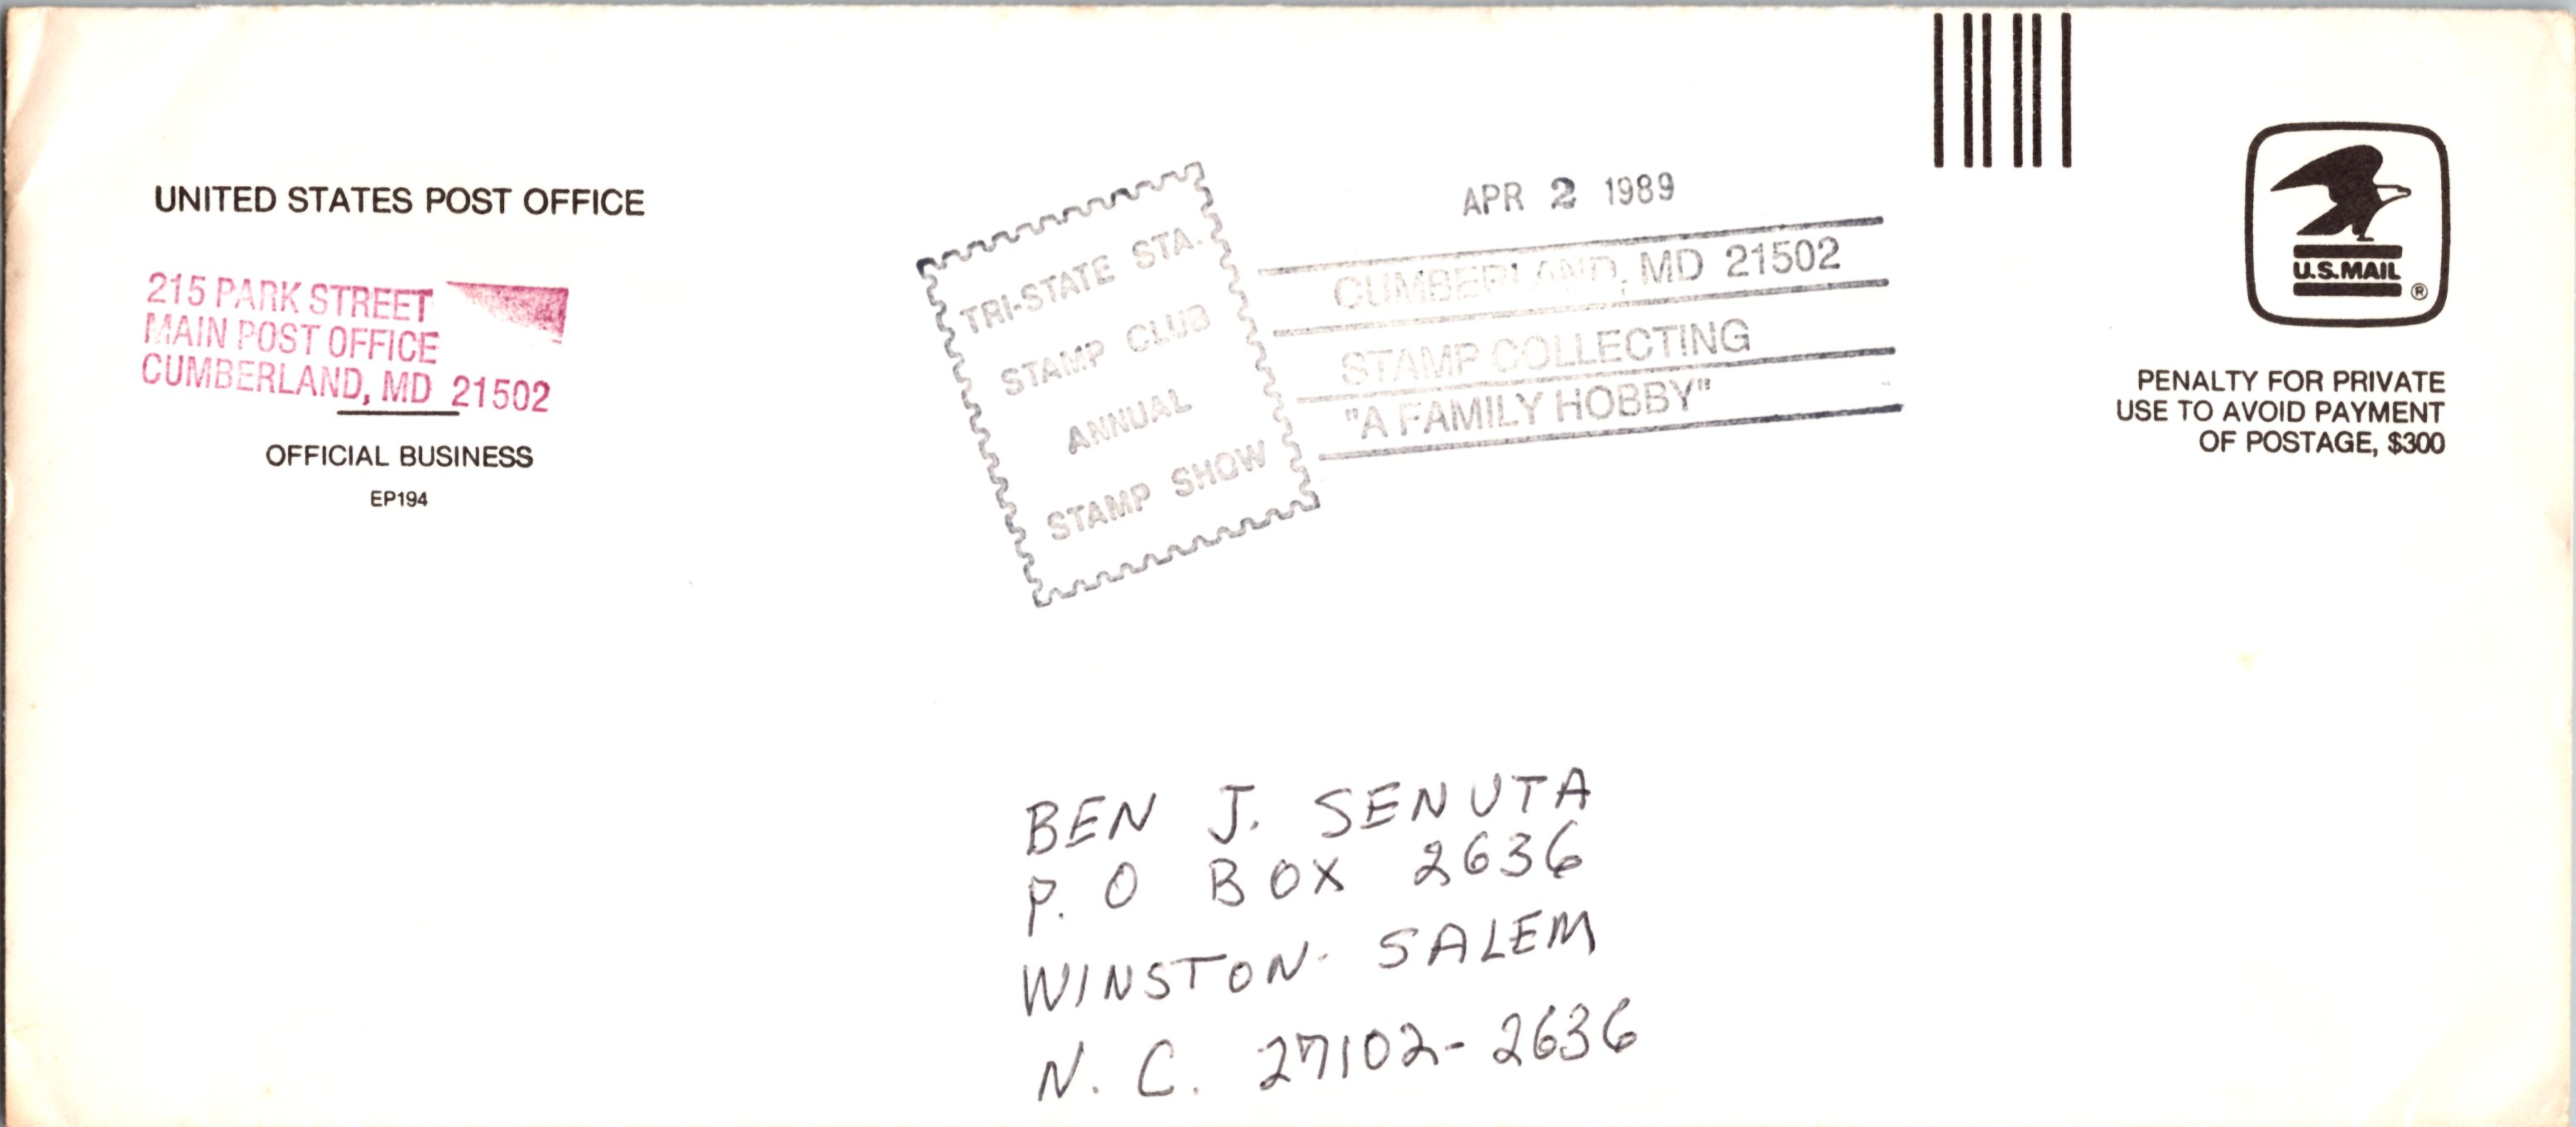 UNITED STATES POST OFFICE
215 PARK STREET
MAIN POST OFFICE
CUMBERLAND, MD 21502
OFFICIAL BUSINESS
EP194
TRI-STATE STA.
STAMP CLUB
ANNUAL
STAMP SHOW
APR 2 1989
CUMBERLAND, MD 21502
STAMP COLLECTING
"A FAMILY HOBBY"
U.S.MAIL
®
PENALTY FOR PRIVATE
USE TO AVOID PAYMENT
OF POSTAGE, $300
BEN J. SENUTA
P. O BOX 2636
WINSTON- SALEM
N. C. 27102-2636